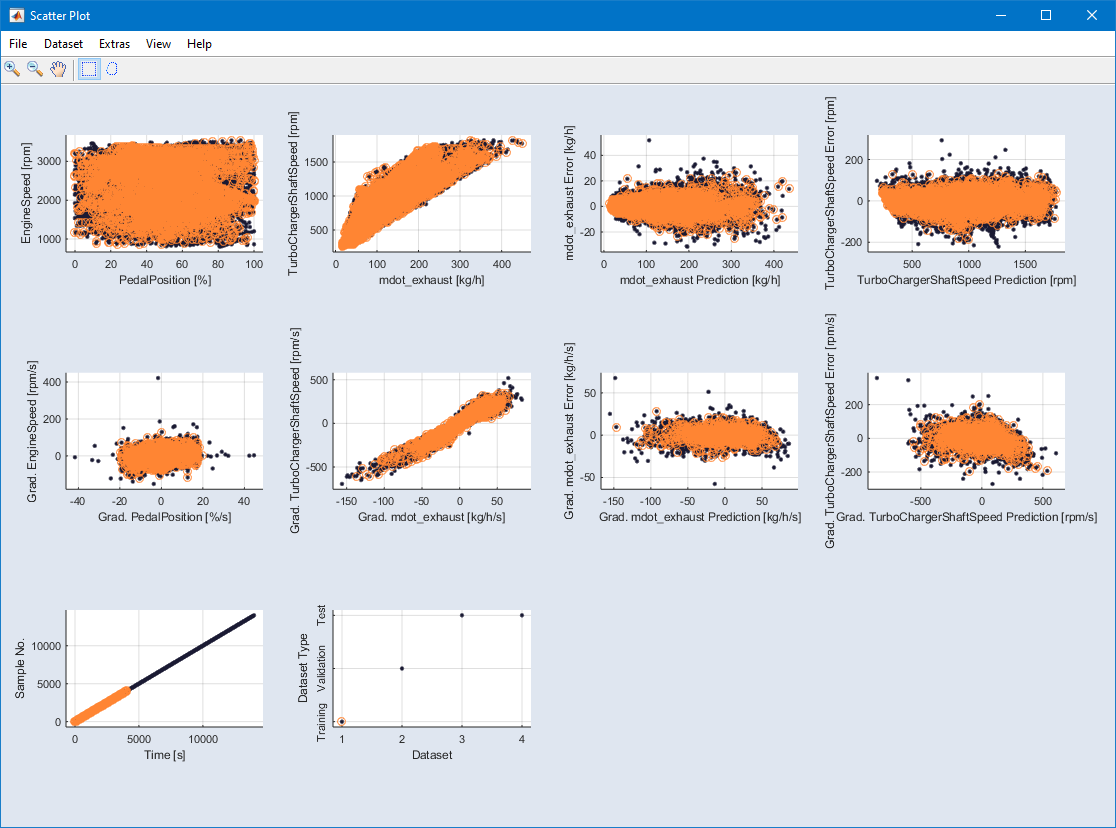 Scatter Plot
File Dataset Extras View Help
EngineSpeed [rpm]
3000
2000
1000
0 20 40 60 80 100
PedalPosition [%]
TurboChargerShaftSpeed [rpm]
1500
1000
500
0 100 200 300 400
mdot_exhaust [kg/h]
mdot_exhaust Error [kg/h]
40
20
0
-20
0 100 200 300 400
mdot_exhaust Prediction [kg/h]
TurboChargerShaftSpeed Error [rpm]
200
0
-200
500 1000 1500
TurboChargerShaftSpeed Prediction [rpm]
Grad. EngineSpeed [rpm/s]
400
200
0
-40 -20 0 20 40
Grad. PedalPosition [%/s]
Grad. TurboChargerShaftSpeed [rpm/s]
500
0
-500
-150 -100 -50 0 50
Grad. mdot_exhaust [kg/h/s]
Grad. mdot_exhaust Error [kg/h/s]
50
0
-50
-150 -100 -50 0 50
Grad. mdot_exhaust Prediction [kg/h/s]
Grad. TurboChargerShaftSpeed Error [rpm/s]
200
0
-200
-500 0 500
Grad. TurboChargerShaftSpeed Prediction [rpm/s]
Sample No.
10000
5000
0
0 5000 10000
Time [s]
Dataset Type
Test
Validation
Training
1 2 3 4
Dataset